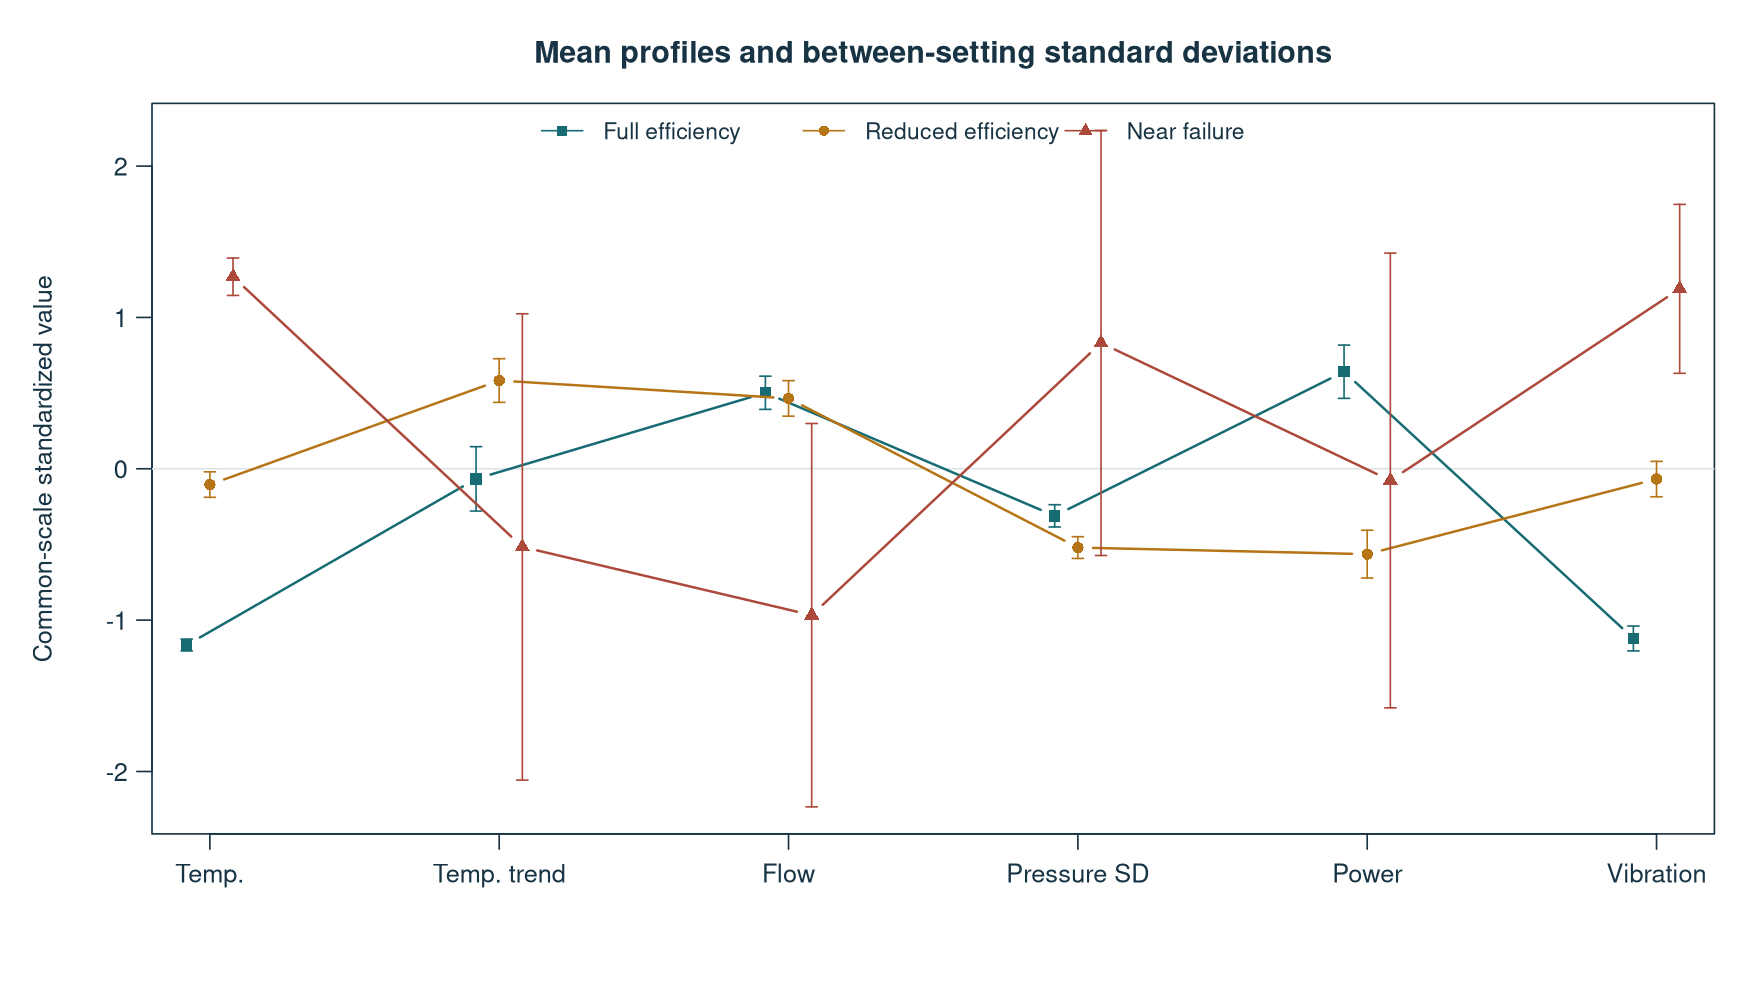 Mean profiles and between-setting standard deviations
Full efficiency Reduced efficiency Near failure
Common-scale standardized value
2
1
0
-1
-2
Temp. Temp. trend Flow Pressure SD Power Vibration